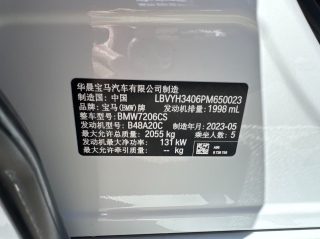 华晨宝马汽车有限公司制造
制造国：中国 LBVYH3406PM650023
品牌：宝马(BMW)牌 发动机排量：1998 mL
整车型号：BMW7206CS
发动机型号：B48A20C 制造年月：2023-05
最大允许总质量：2055 kg 乘坐人数：5
发动机最大净功率：131 kW
最大允许牵引质量：-- kg